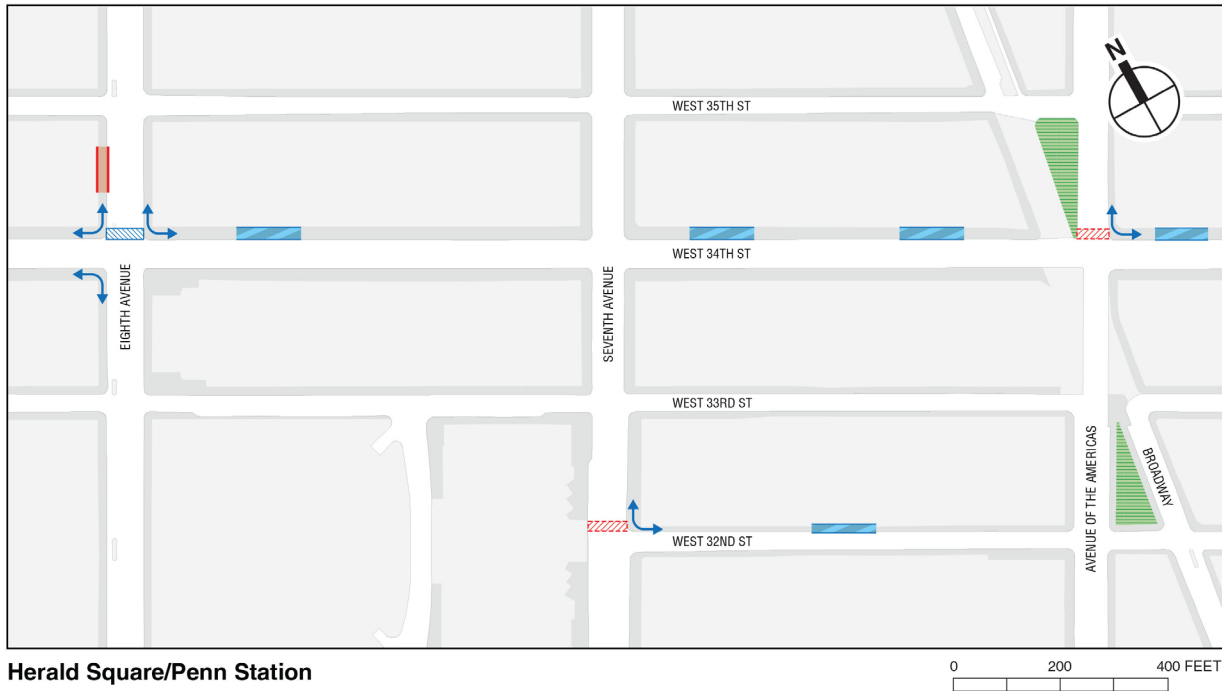 WEST 35TH ST
N
WEST 34TH ST
EIGHTH AVENUE
SEVENTH AVENUE
WEST 33RD ST
AVENUE OF THE AMERICAS
BROADWAY
WEST 32ND ST
Herald Square/Penn Station
0 200 400 FEET